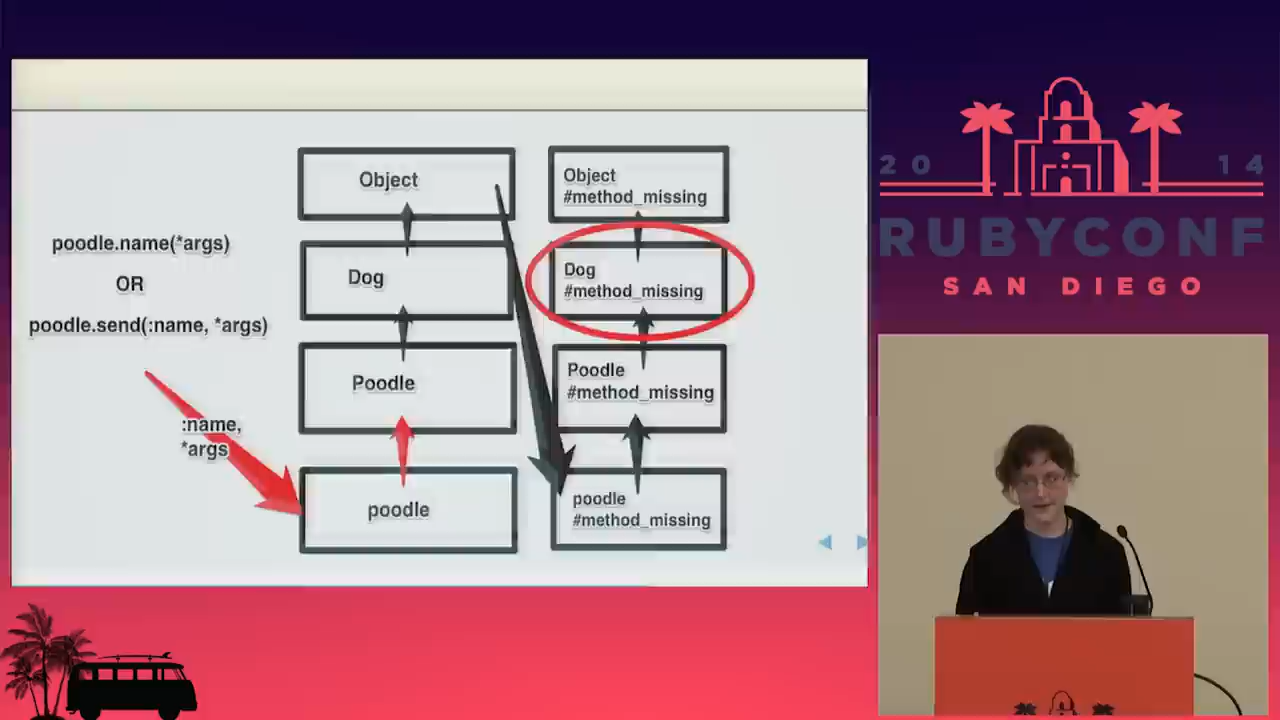 poodle.name(*args)
OR
poodle.send(:name, *args)
:name,
*args
Object
Dog
Poodle
poodle
Object
#method_missing
Dog
#method_missing
Poodle
#method_missing
poodle
#method_missing
20 14
RUBYCONF
SAN DIEGO